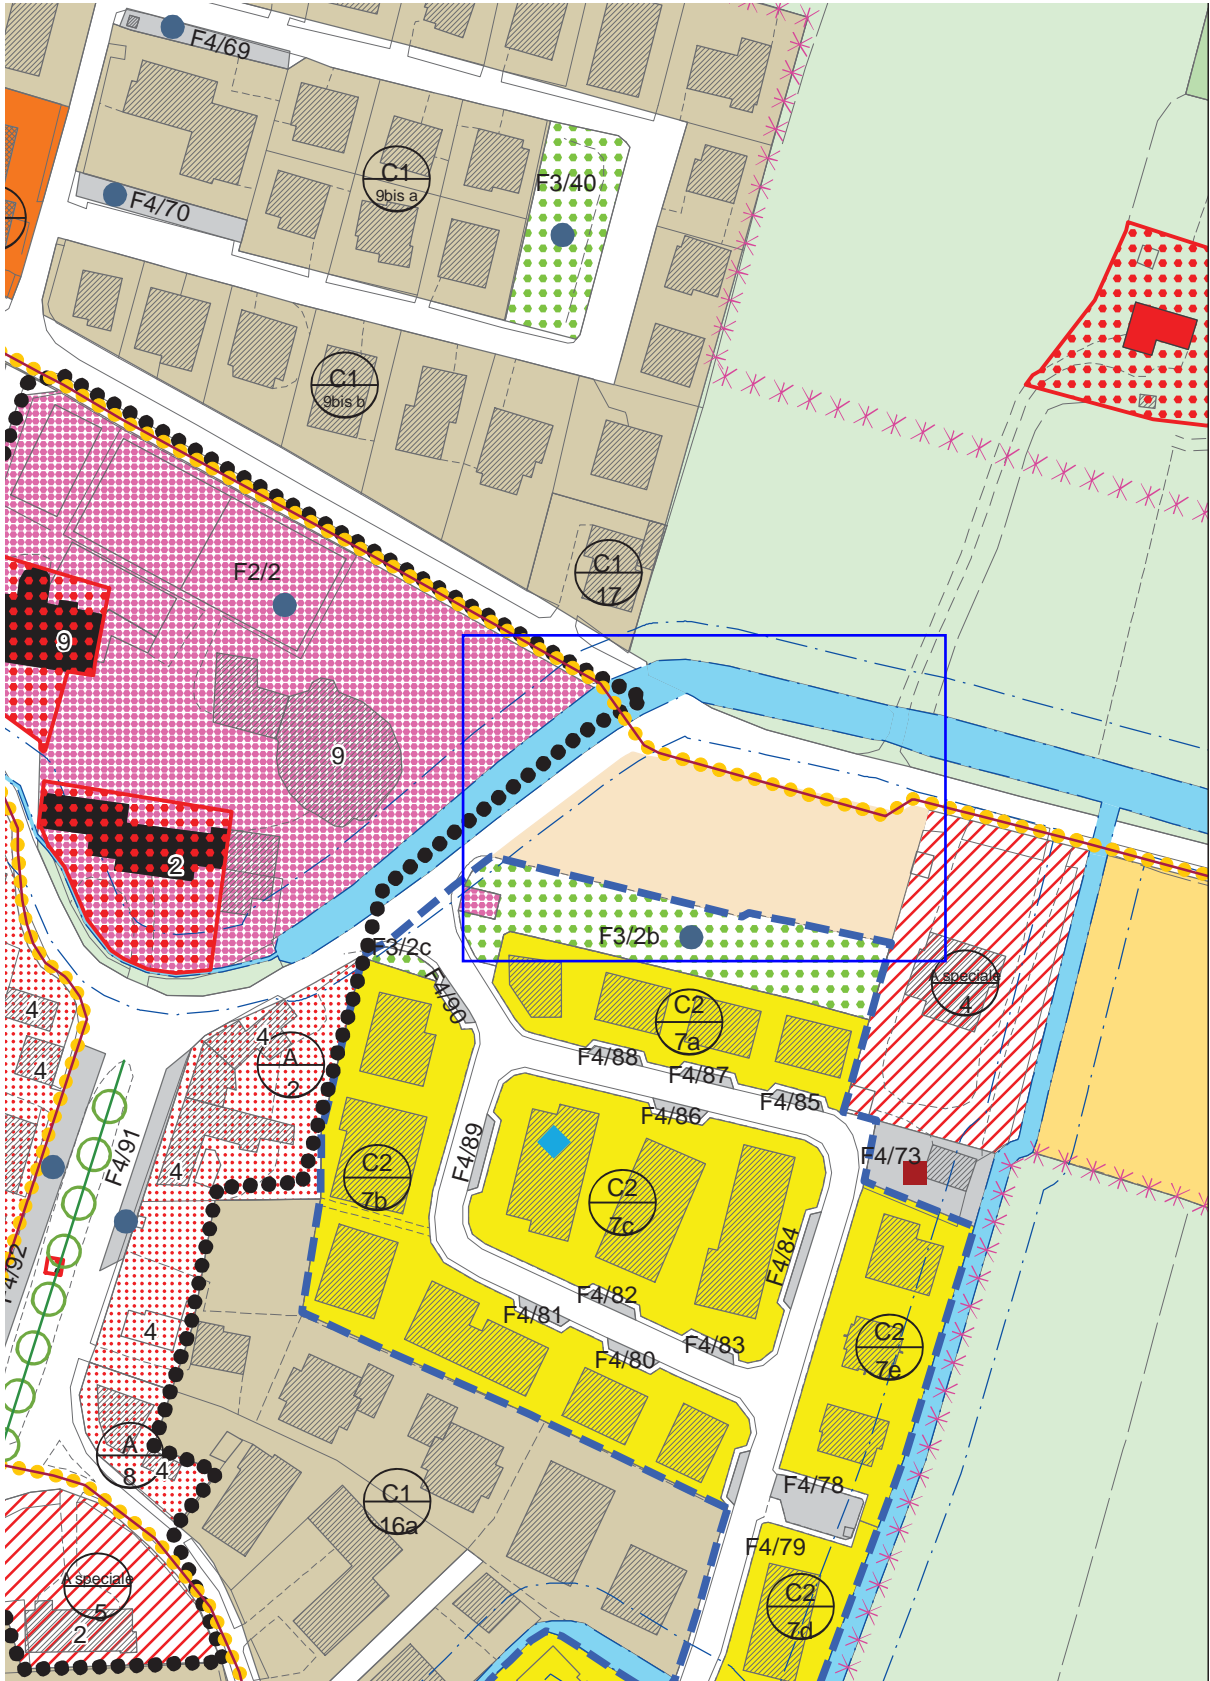 F4/69
C1
9bis a
F3/40
F4/70
C1
9bis b
F2/2
C1
17
9
9
2
F3/2c
F3/2b
F4/90
A speciale
4
C2
7a
4
4
A
2
4
F4/88
F4/87
F4/86
F4/85
F4/91
F4/89
F4/73
4
C2
7b
C2
7c
F4/92
F4/84
F4/82
F4/81
F4/83
F4/80
4
C2
7e
A
8
4
C1
16a
F4/78
F4/79
A speciale
5
2
C2
7d